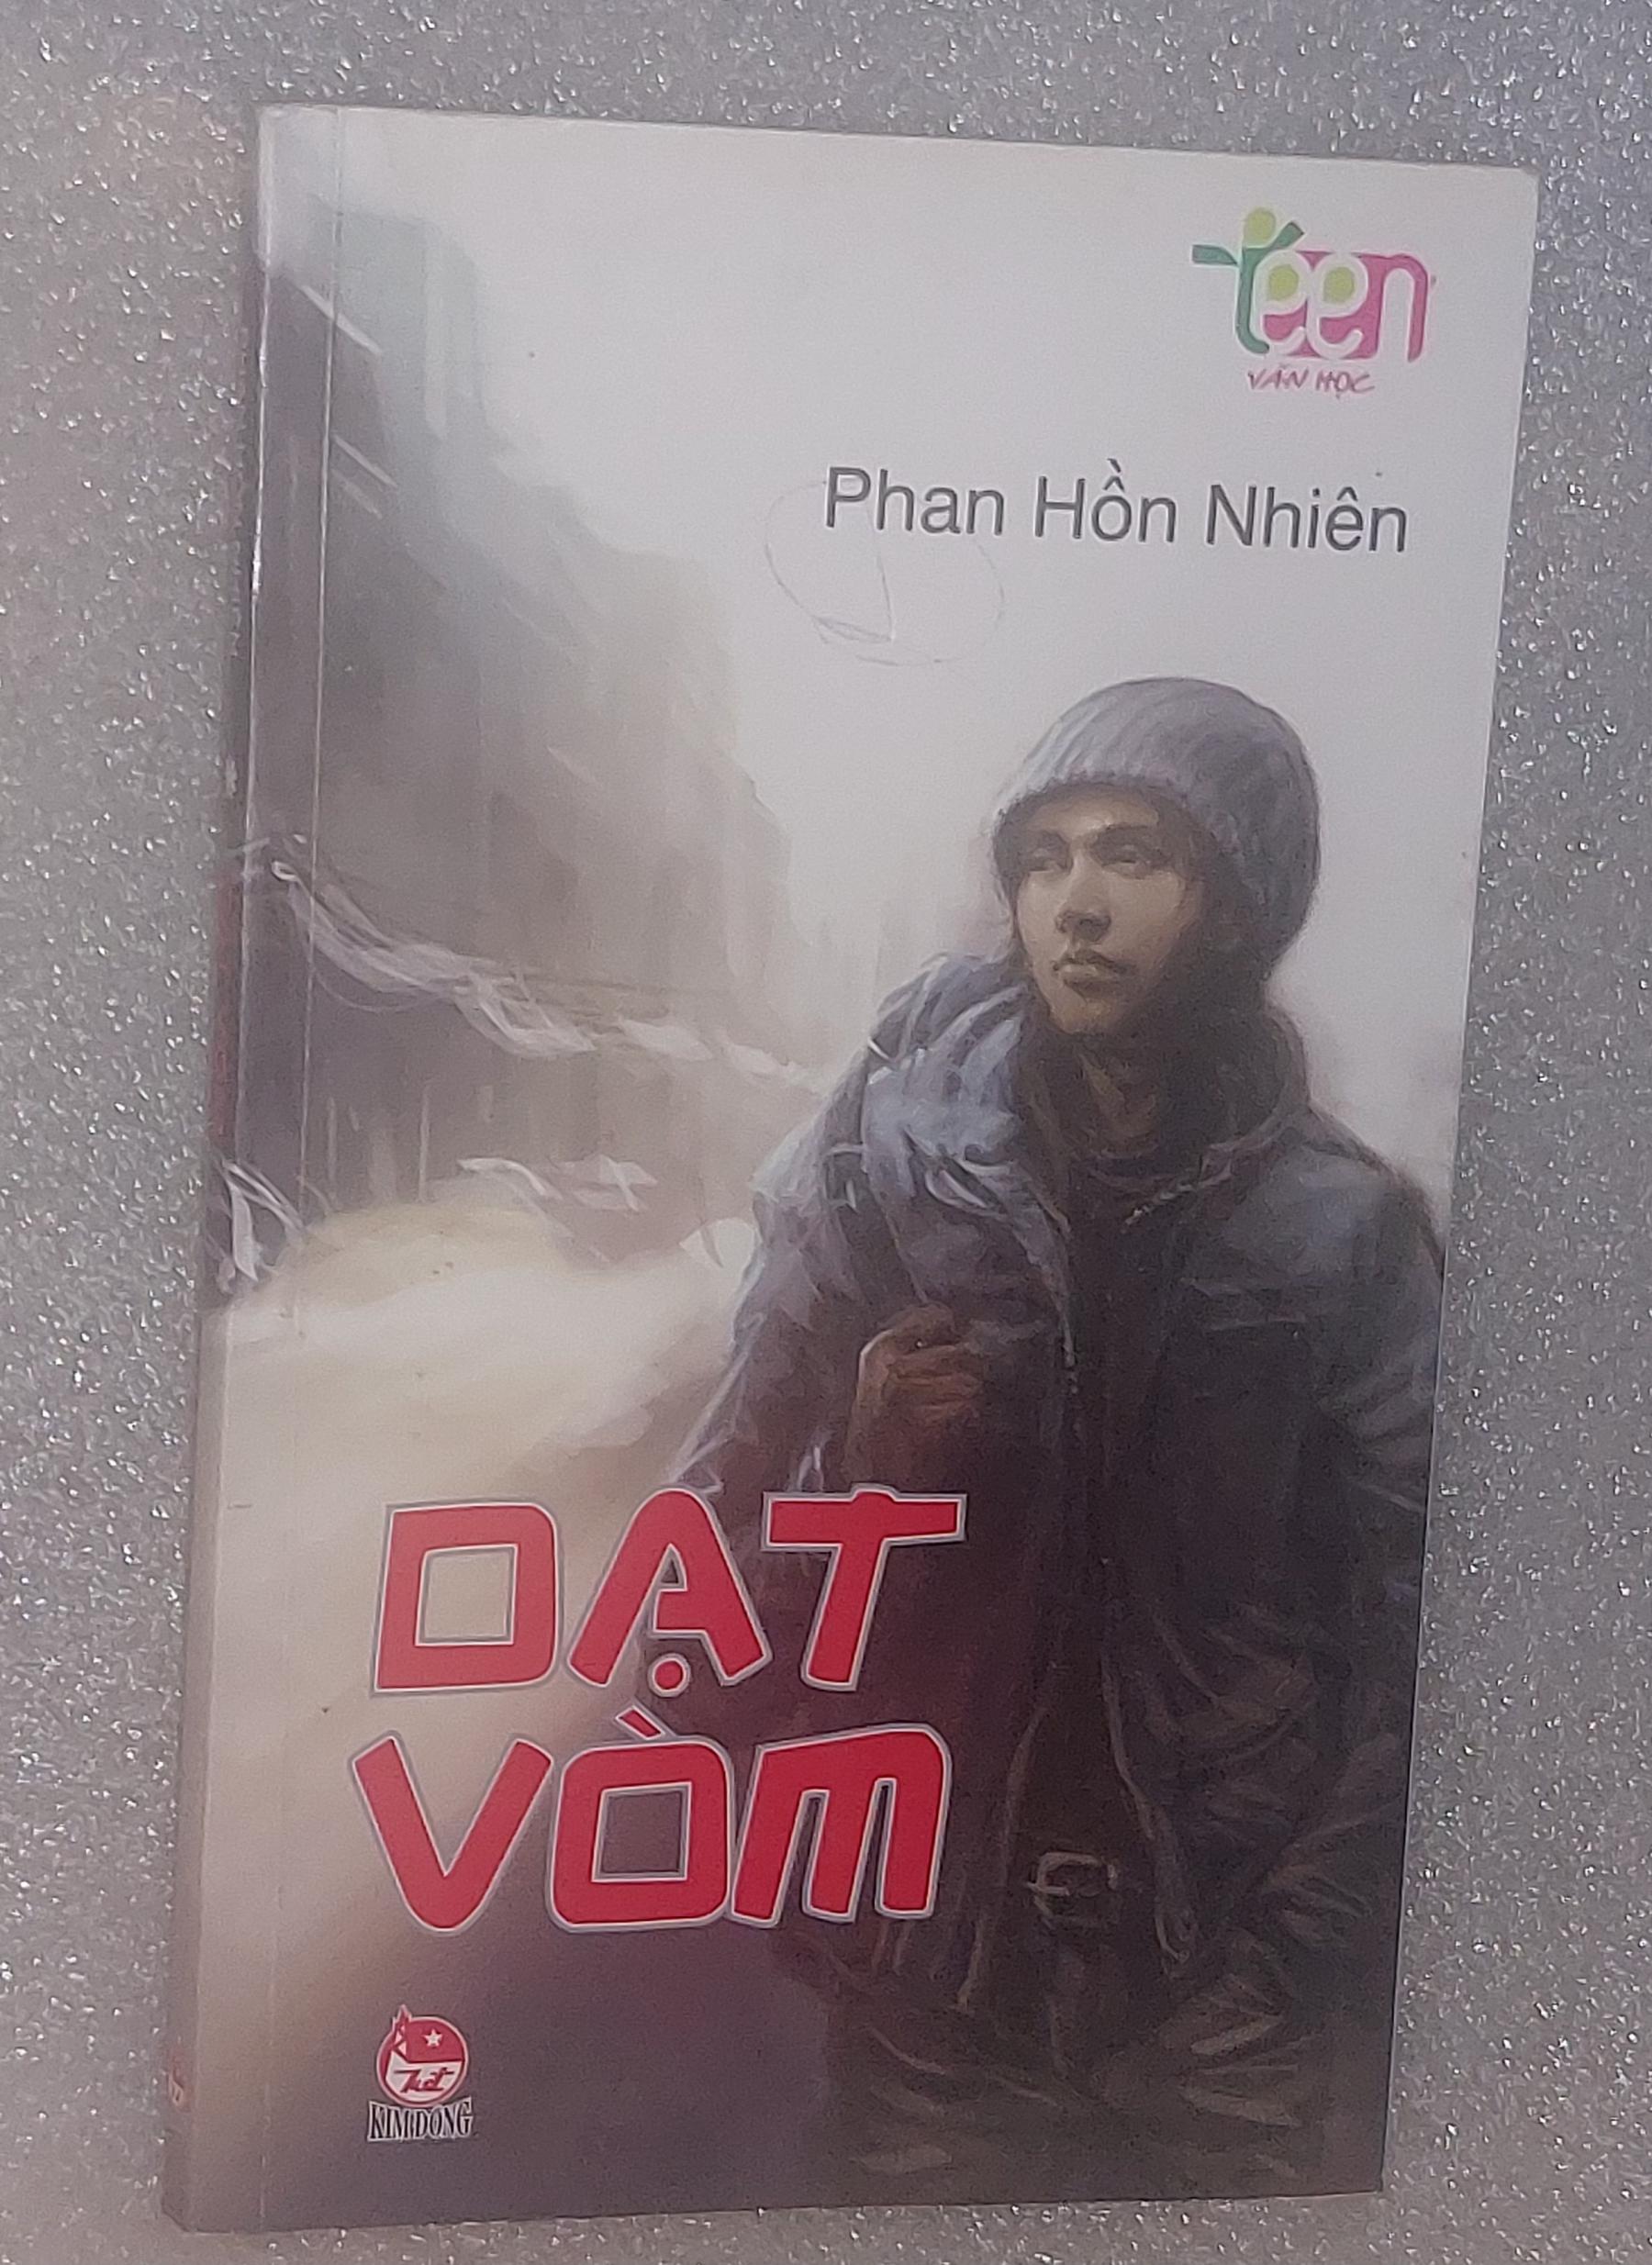 teen
VĂN HỌC
Phan Hồn Nhiên
DẠT
VÒM
KIM ĐỒNG